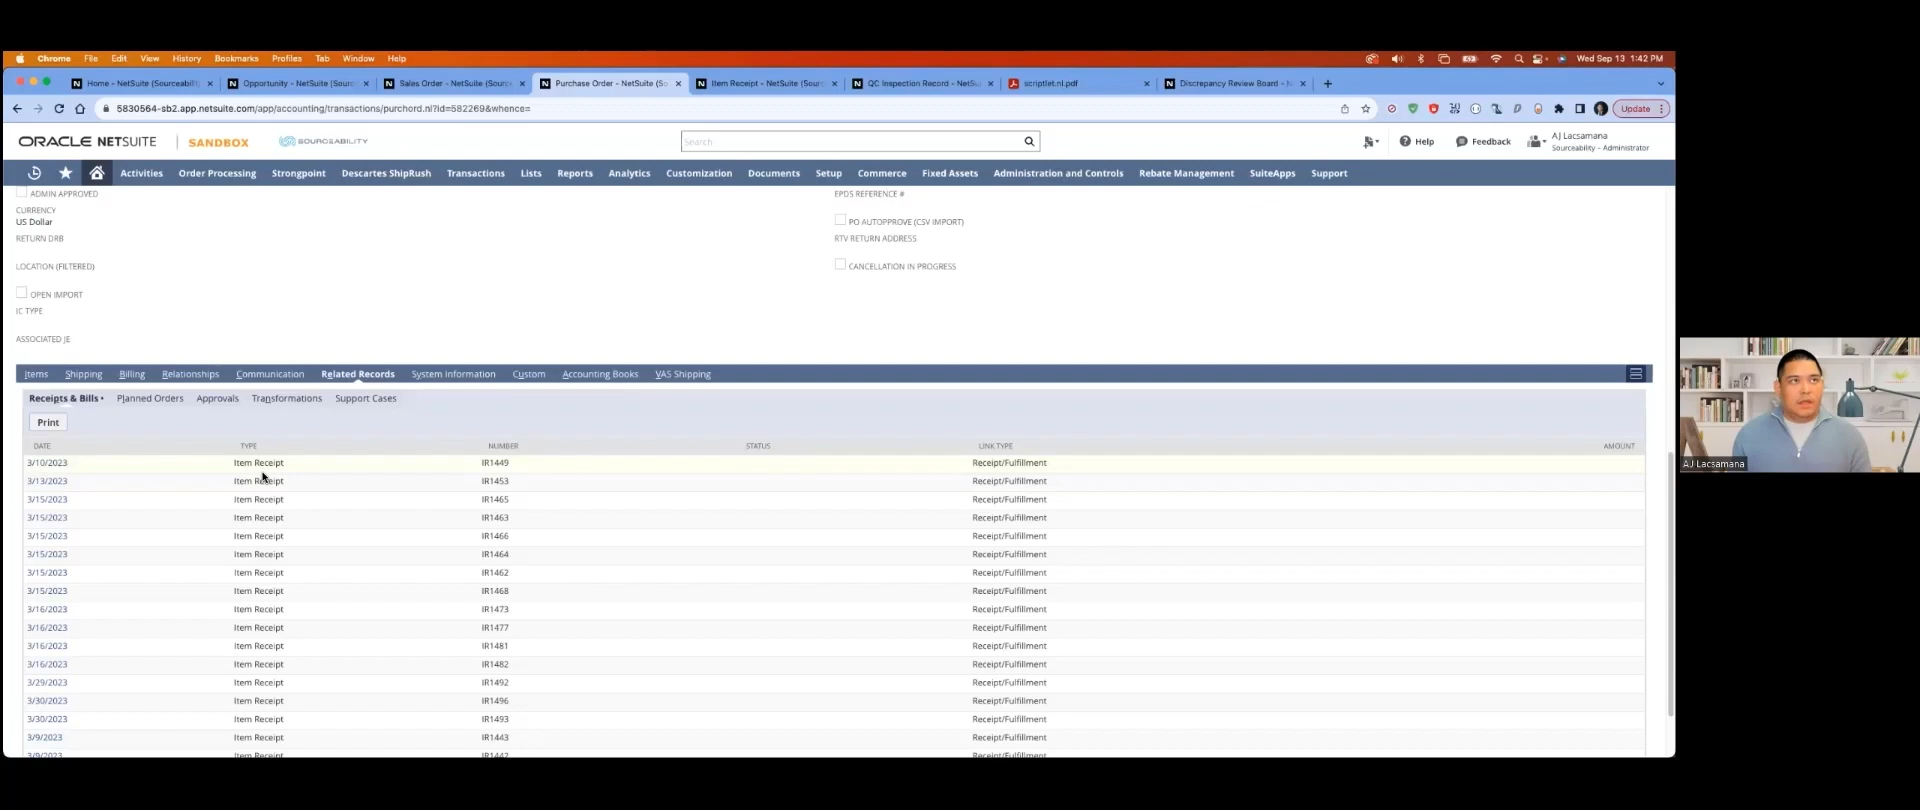 Chrome File Edit View History Bookmarks Profiles Tab Window Help Wed Sep 13 1:42 PM
Home - NetSuite (Sourceabilit Opportunity - NetSuite (Sourc Sales Order - NetSuite (Source Purchase Order - NetSuite (So Item Receipt - NetSuite (Sourc QC Inspection Record - NetSu scriptlet.nl.pdf Discrepancy Review Board - N
5830564-sb2.app.netsuite.com/app/accounting/transactions/purchord.nl?id=582269&whence= Update
ORACLE NETSUITE SANDBOX SOURCEABILITY Search Help Feedback AJ Lacsamana
Sourceability - Administrator
Activities Order Processing Strongpoint Descartes ShipRush Transactions Lists Reports Analytics Customization Documents Setup Commerce Fixed Assets Administration and Controls Rebate Management SuiteApps Support
ADMIN APPROVED EPDS REFERENCE #
CURRENCY
US Dollar PO AUTOPPROVE (CSV IMPORT)
RETURN DRB RTV RETURN ADDRESS
LOCATION (FILTERED) CANCELLATION IN PROGRESS
OPEN IMPORT
IC TYPE
ASSOCIATED JE
Items Shipping Billing Relationships Communication Related Records System Information Custom Accounting Books VAS Shipping
Receipts & Bills • Planned Orders Approvals Transformations Support Cases
Print
DATE TYPE NUMBER STATUS LINK TYPE AMOUNT
3/10/2023 Item Receipt IR1449 Receipt/Fulfillment
3/13/2023 Item Receipt IR1453 Receipt/Fulfillment
3/15/2023 Item Receipt IR1465 Receipt/Fulfillment
3/15/2023 Item Receipt IR1463 Receipt/Fulfillment
3/15/2023 Item Receipt IR1466 Receipt/Fulfillment
3/15/2023 Item Receipt IR1464 Receipt/Fulfillment
3/15/2023 Item Receipt IR1462 Receipt/Fulfillment
3/15/2023 Item Receipt IR1468 Receipt/Fulfillment
3/16/2023 Item Receipt IR1473 Receipt/Fulfillment
3/16/2023 Item Receipt IR1477 Receipt/Fulfillment
3/16/2023 Item Receipt IR1481 Receipt/Fulfillment
3/16/2023 Item Receipt IR1482 Receipt/Fulfillment
3/29/2023 Item Receipt IR1492 Receipt/Fulfillment
3/30/2023 Item Receipt IR1496 Receipt/Fulfillment
3/30/2023 Item Receipt IR1493 Receipt/Fulfillment
3/9/2023 Item Receipt IR1443 Receipt/Fulfillment
3/9/2023 Item Receipt IR1442 Receipt/Fulfillment
AJ Lacsamana